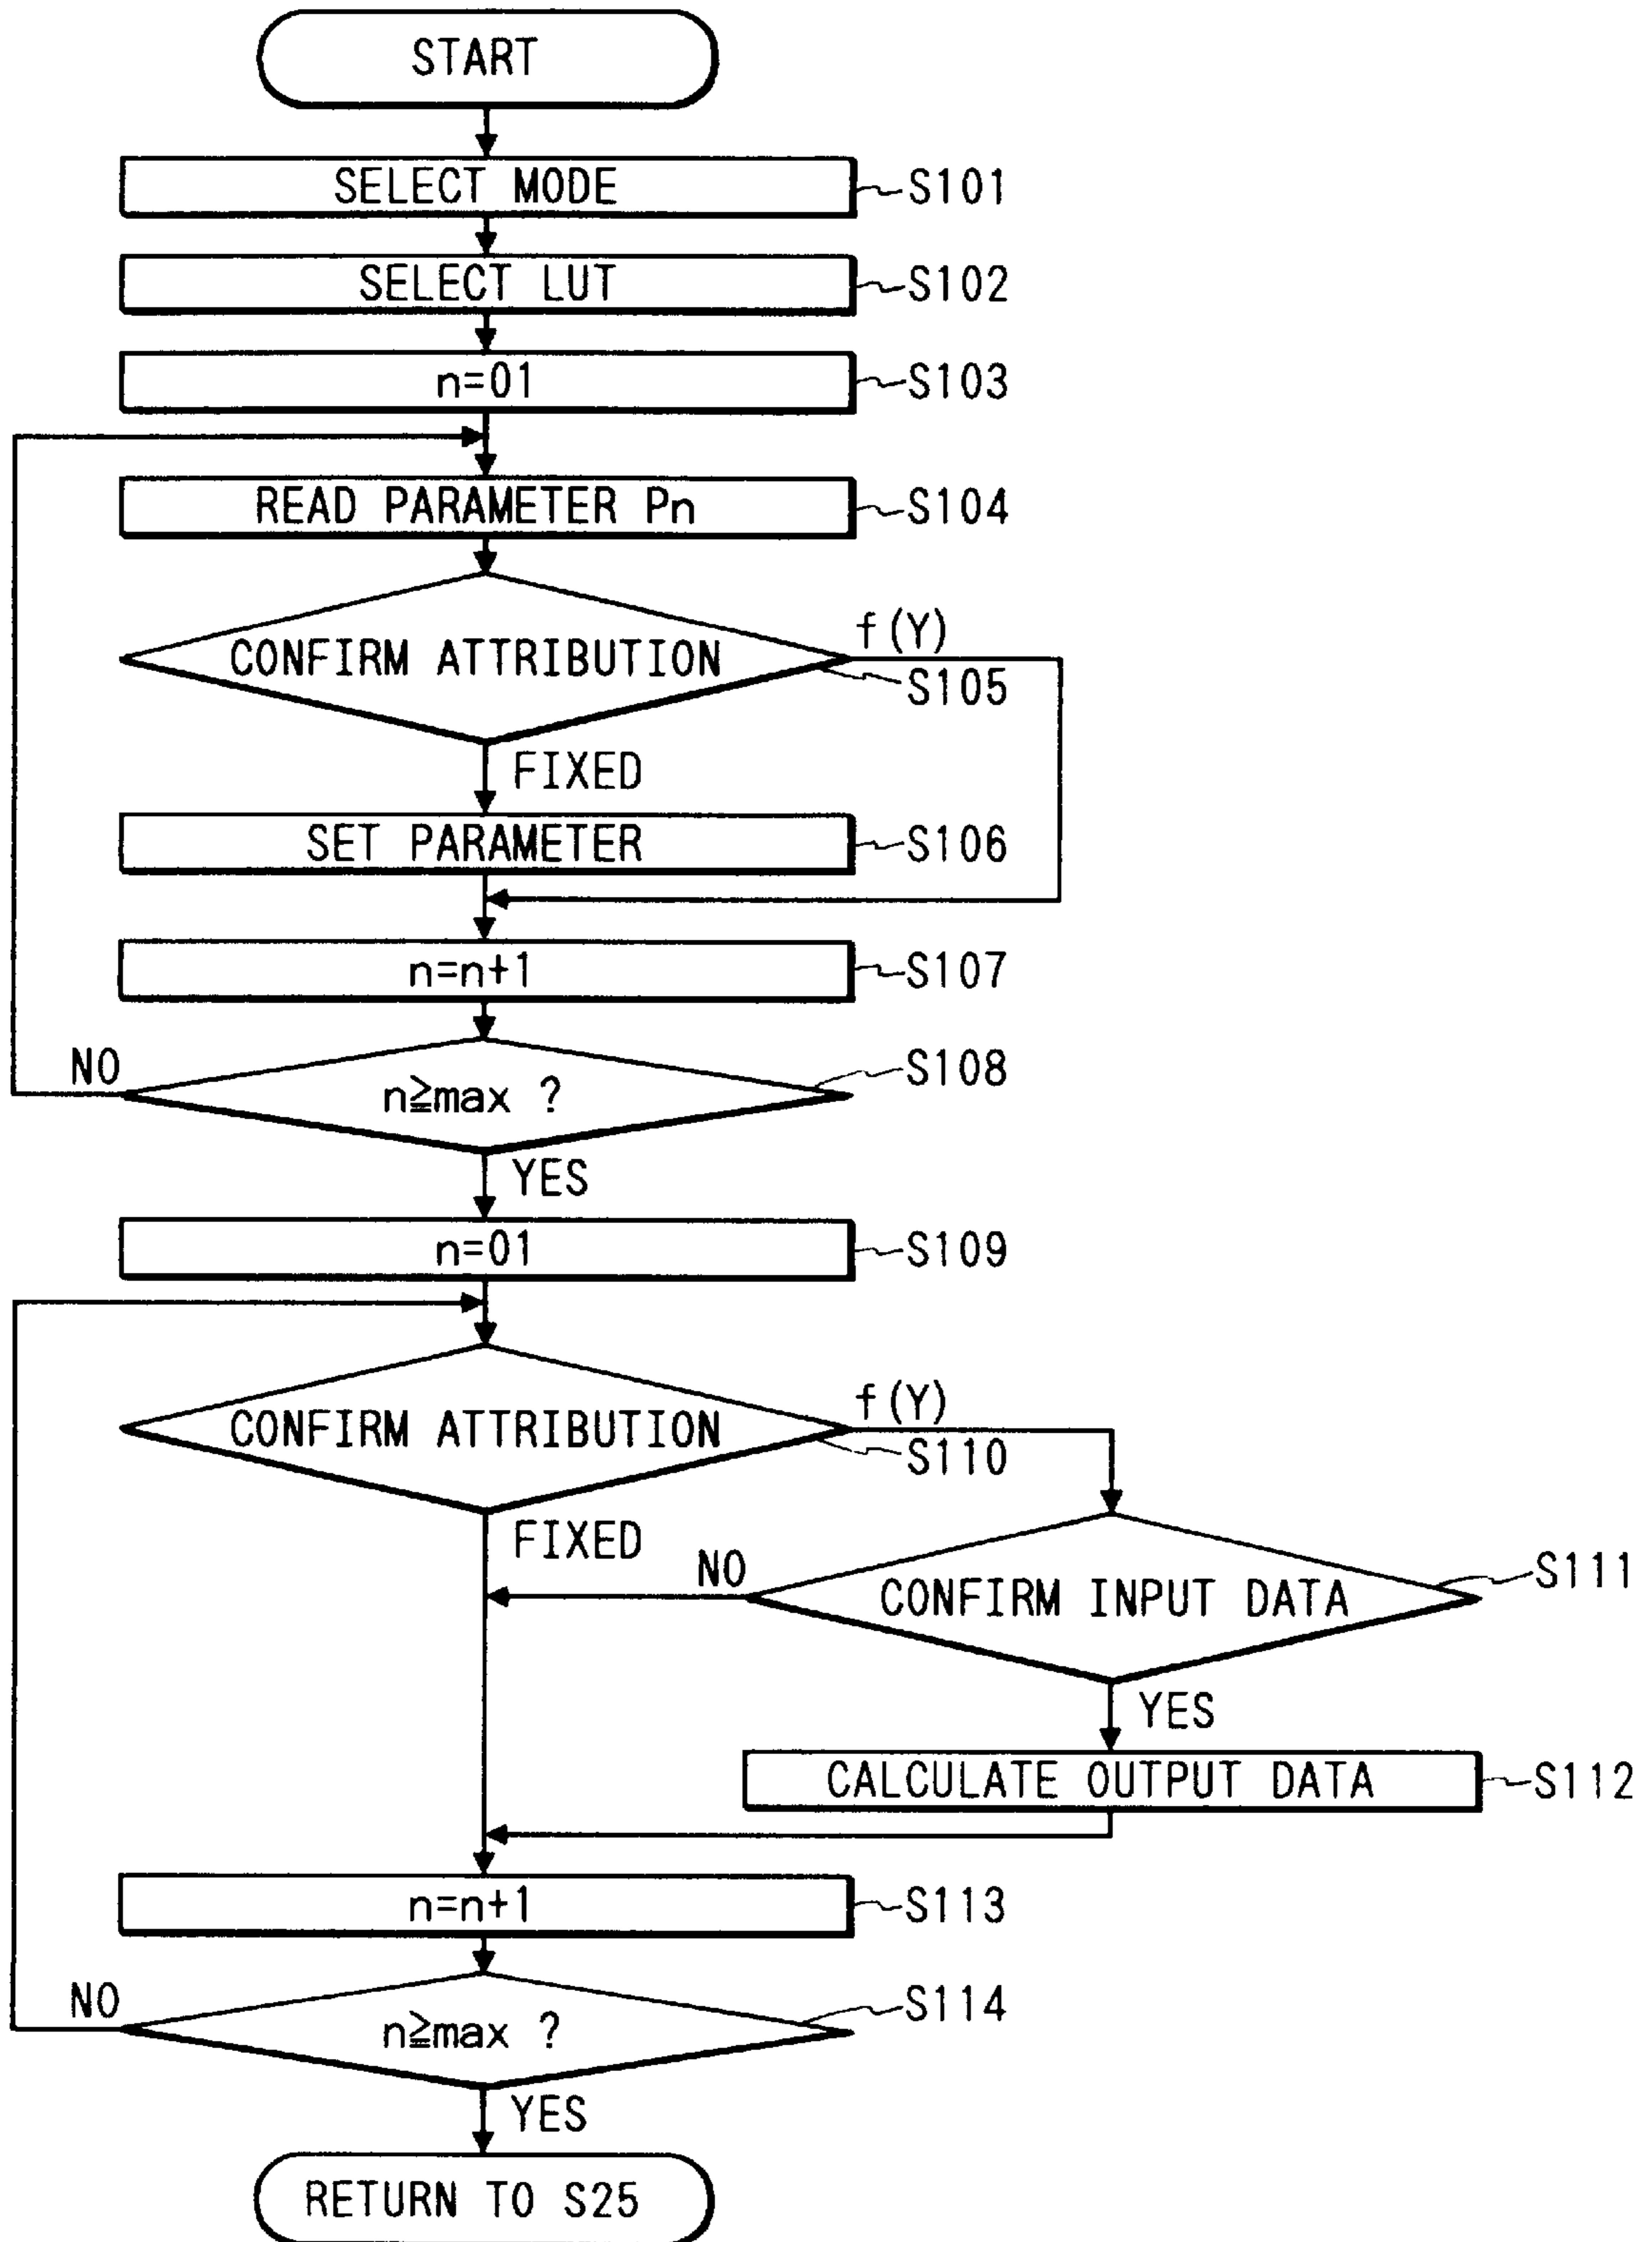 START
SELECT MODE
S101
SELECT LUT
S102
n=01
S103
READ PARAMETER Pn
S104
f(Y)
CONFIRM ATTRIBUTION
S105
FIXED
SET PARAMETER
S106
n=n+1
S107
NO
n≧max ?
S108
YES
n=01
S109
f(Y)
CONFIRM ATTRIBUTION
S110
FIXED
NO
CONFIRM INPUT DATA
S111
YES
CALCULATE OUTPUT DATA
S112
n=n+1
S113
NO
n≧max ?
S114
YES
RETURN TO S25